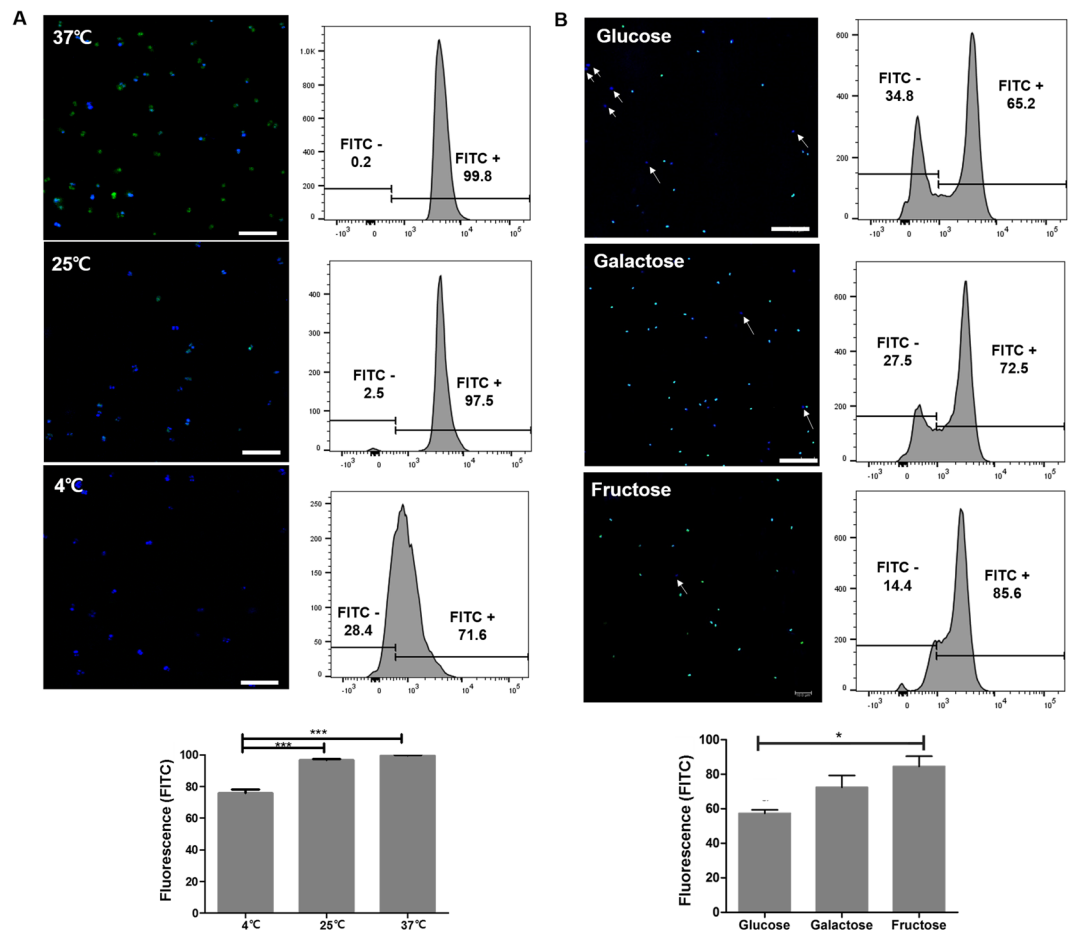 A
37℃
1.0K
800
600
400
200
0
FITC -
0.2
FITC +
99.8
-10³ 0 10³ 10⁴ 10⁵
25℃
400
300
200
100
0
FITC -
2.5
FITC +
97.5
-10³ 0 10³ 10⁴ 10⁵
4℃
250
200
150
100
50
0
FITC -
28.4
FITC +
71.6
-10³ 0 10³ 10⁴ 10⁵
***
***
Fluorescence (FITC)
100
80
60
40
20
0
4℃ 25℃ 37℃
B
Glucose
600
400
200
0
FITC -
34.8
FITC +
65.2
-10³ 0 10³ 10⁴ 10⁵
Galactose
600
400
200
0
FITC -
27.5
FITC +
72.5
-10³ 0 10³ 10⁴ 10⁵
Fructose
600
400
200
0
FITC -
14.4
FITC +
85.6
-10³ 0 10³ 10⁴ 10⁵
*
Fluorescence (FITC)
100
80
60
40
20
0
Glucose Galactose Fructose